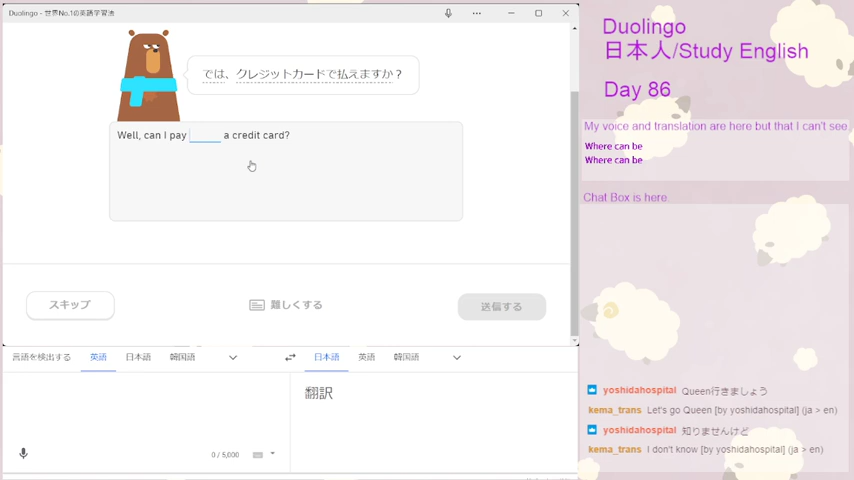 Duolingo - 世界No.1の英語学習法
では、クレジットカードで払えますか？
Well, can I pay a credit card?
スキップ
難しくする
送信する
言語を検出する 英語 日本語 韓国語
日本語 英語 韓国語
翻訳
0 / 5,000
Duolingo
日本人/Study English
Day 86
My voice and translation are here but that I can't see
Where can be
Where can be
Chat Box is here.
yoshidahospital Queen行きましょう
kema_trans Let's go Queen [by yoshidahospital] (ja > en)
yoshidahospital 知りませんけど
kema_trans I don't know [by yoshidahospital] (ja > en)